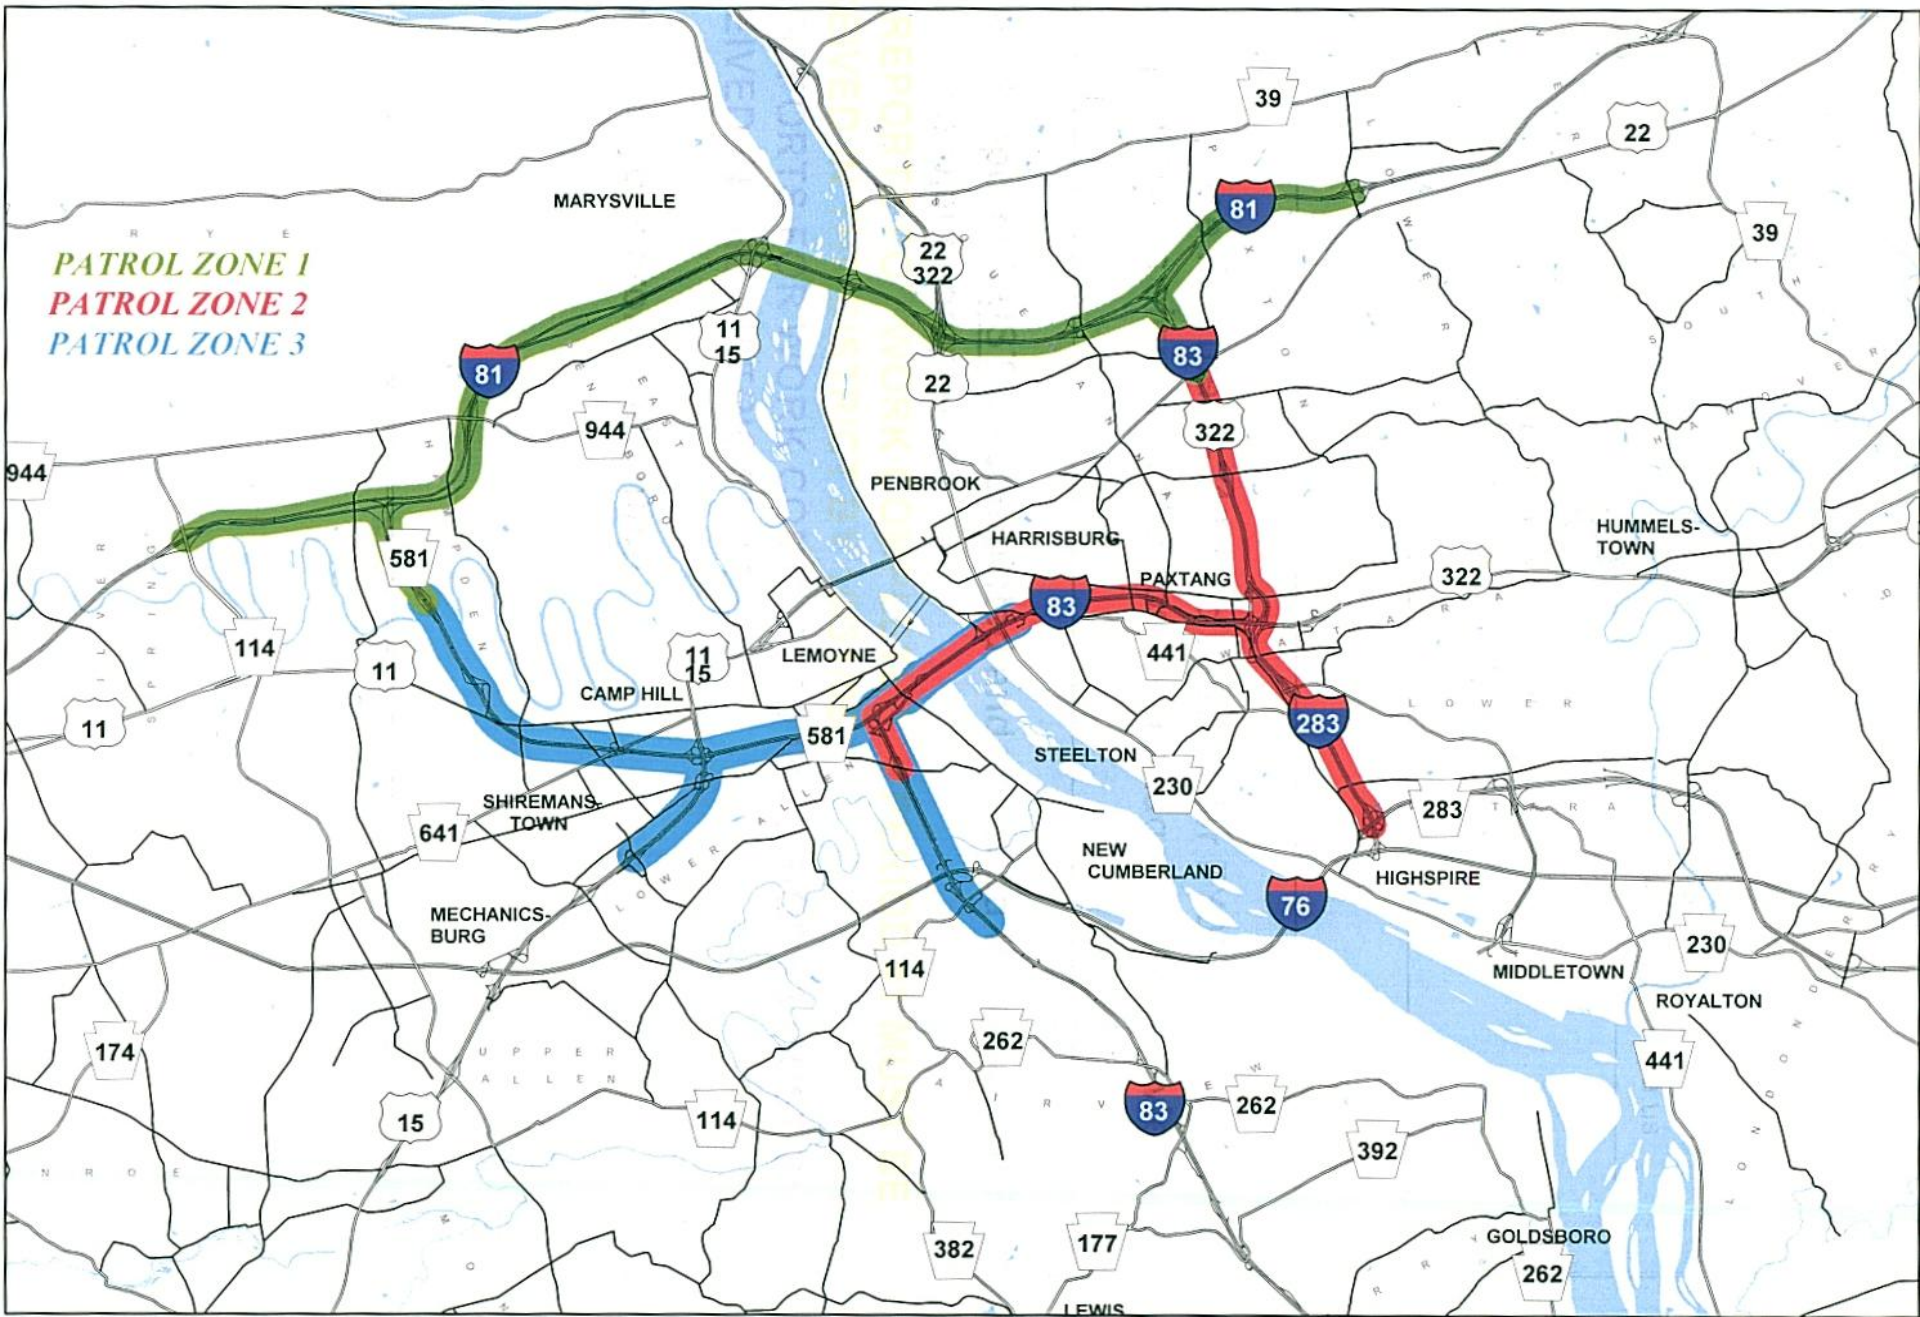 39
22
MARYSVILLE
81
R Y E
39
PATROL ZONE 1
22
322
PATROL ZONE 2
PATROL ZONE 3
11
15
83
81
22
944
322
944
PENBROOK
HARRISBURG
HUMMELS-
TOWN
581
322
PAXTANG
83
114
441
11
11
15
LEMOYNE
CAMP HILL
L O W E R
283
11
581
STEELTON
230
SHIREMANS-
TOWN
283
641
NEW
CUMBERLAND
HIGHSPIRE
76
MECHANICS-
BURG
230
114
MIDDLETOWN
ROYALTON
262
174
U P P E R
A L L E N
441
83
262
15
114
392
N R O E
GOLDSBORO
382
177
262
LEWIS